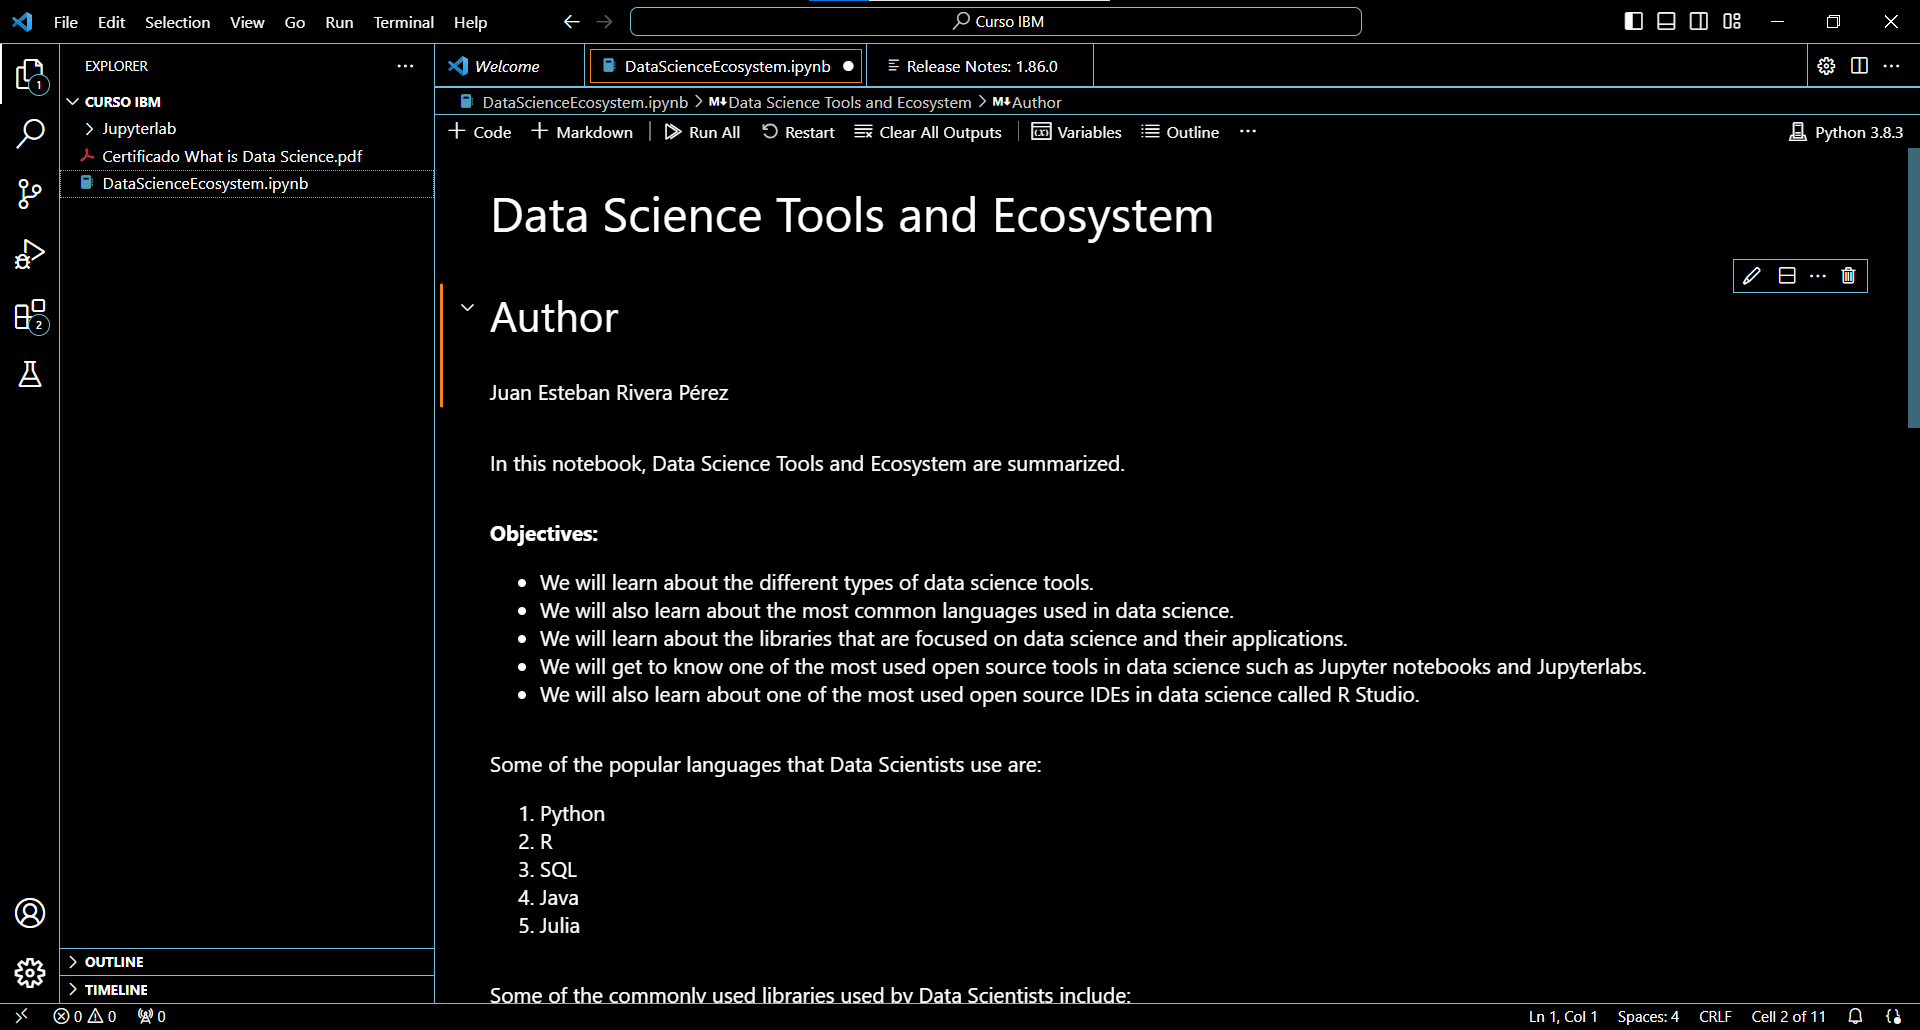 File Edit Selection View Go Run Terminal Help
Curso IBM
EXPLORER
Welcome
DataScienceEcosystem.ipynb
Release Notes: 1.86.0
1
CURSO IBM
Jupyterlab
Certificado What is Data Science.pdf
DataScienceEcosystem.ipynb
2
OUTLINE
TIMELINE
DataScienceEcosystem.ipynb > M↓Data Science Tools and Ecosystem > M↓Author
+ Code + Markdown | Run All Restart Clear All Outputs | Variables Outline ···
Python 3.8.3
Data Science Tools and Ecosystem
Author
Juan Esteban Rivera Pérez
In this notebook, Data Science Tools and Ecosystem are summarized.
Objectives:
• We will learn about the different types of data science tools.
• We will also learn about the most common languages used in data science.
• We will learn about the libraries that are focused on data science and their applications.
• We will get to know one of the most used open source tools in data science such as Jupyter notebooks and Jupyterlabs.
• We will also learn about one of the most used open source IDEs in data science called R Studio.
Some of the popular languages that Data Scientists use are:
1. Python
2. R
3. SQL
4. Java
5. Julia
Some of the commonly used libraries used by Data Scientists include:
0 0 0
Ln 1, Col 1 Spaces: 4 CRLF Cell 2 of 11